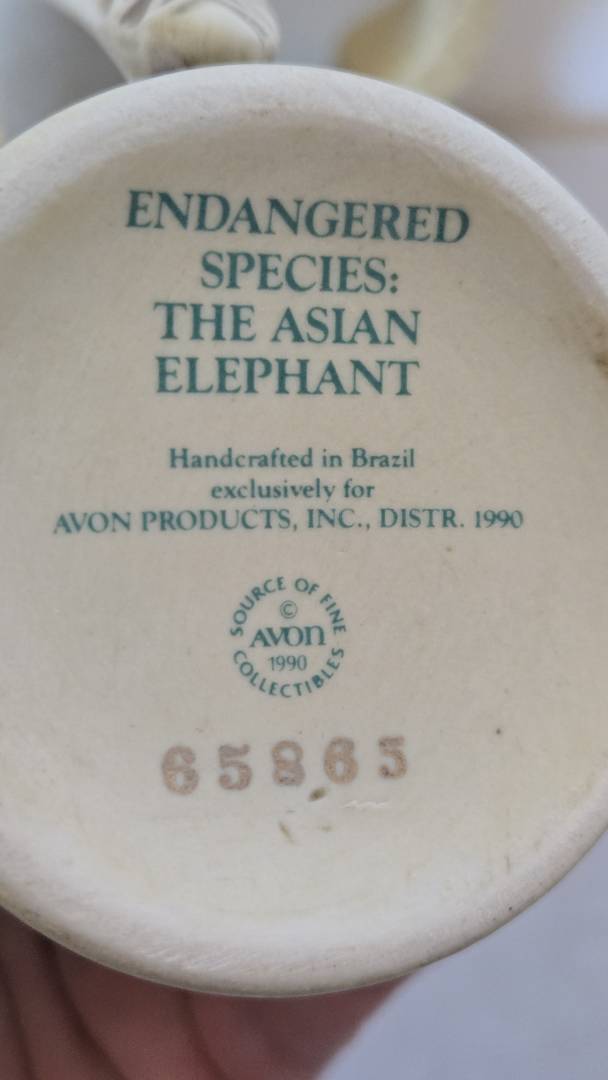 ENDANGERED
SPECIES:
THE ASIAN
ELEPHANT
Handcrafted in Brazil
exclusively for
AVON PRODUCTS, INC., DISTR. 1990
SOURCE OF FINE
©
AVON
1990
COLLECTIBLES
65865